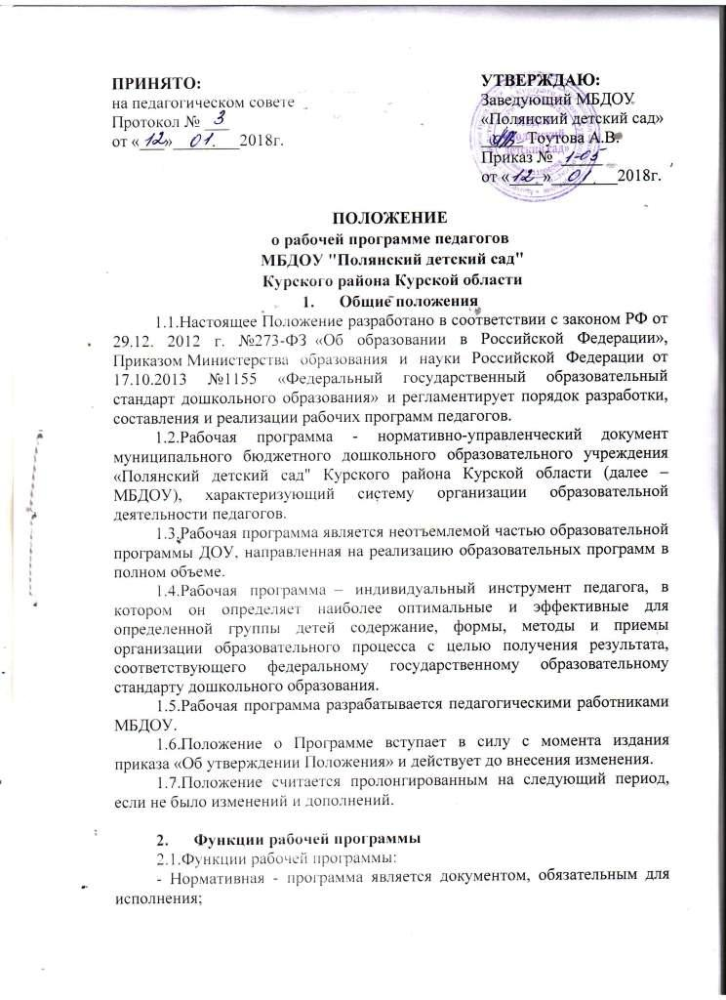 ПРИНЯТО:
на педагогическом совете
Протокол № 3
от «12» 01. 2018г.
УТВЕРЖДАЮ:
Заведующий МБДОУ
«Полянский детский сад»
Тоутова А.В.
Приказ № 1-05
от «12» 01 2018г.
ПОЛОЖЕНИЕ
о рабочей программе педагогов
МБДОУ "Полянский детский сад"
Курского района Курской области
1. Общие положения
1.1.Настоящее Положение разработано в соответствии с законом РФ от
29.12. 2012 г. №273-ФЗ «Об образовании в Российской Федерации»,
Приказом Министерства образования и науки Российской Федерации от
17.10.2013 №1155 «Федеральный государственный образовательный
стандарт дошкольного образования» и регламентирует порядок разработки,
составления и реализации рабочих программ педагогов.
1.2.Рабочая программа - нормативно-управленческий документ
муниципального бюджетного дошкольного образовательного учреждения
«Полянский детский сад" Курского района Курской области (далее –
МБДОУ), характеризующий систему организации образовательной
деятельности педагогов.
1.3.Рабочая программа является неотъемлемой частью образовательной
программы ДОУ, направленная на реализацию образовательных программ в
полном объеме.
1.4.Рабочая программа – индивидуальный инструмент педагога, в
котором он определяет наиболее оптимальные и эффективные для
определенной группы детей содержание, формы, методы и приемы
организации образовательного процесса с целью получения результата,
соответствующего федеральному государственному образовательному
стандарту дошкольного образования.
1.5.Рабочая программа разрабатывается педагогическими работниками
МБДОУ.
1.6.Положение о Программе вступает в силу с момента издания
приказа «Об утверждении Положения» и действует до внесения изменения.
1.7.Положение считается пролонгированным на следующий период,
если не было изменений и дополнений.
2. Функции рабочей программы
2.1.Функции рабочей программы:
- Нормативная - программа является документом, обязательным для
исполнения;